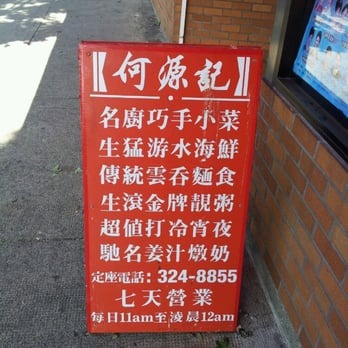 【何源記】
名廚巧手小菜
生猛游水海鮮
傳統雲吞麵食
生滾金牌靚粥
超值打冷宵夜
馳名姜汁燉奶
定座電話：324-8855
七天營業
每日11am至淩晨12am